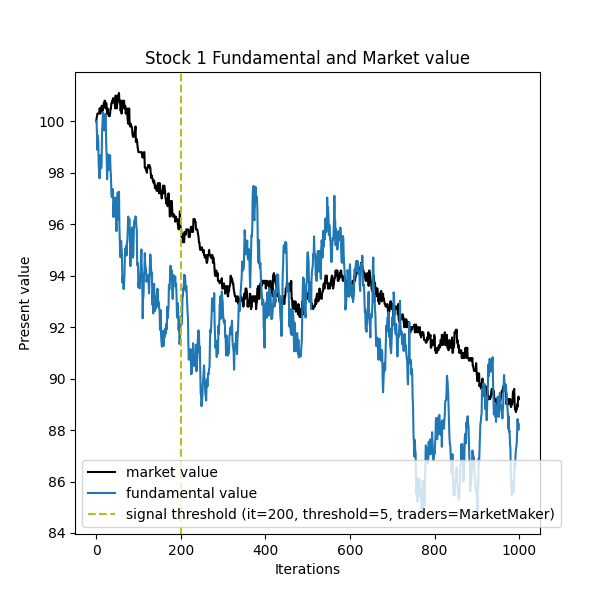 Stock 1 Fundamental and Market value
Present value
100
98
96
94
92
90
88
86
84
market value
fundamental value
signal threshold (it=200, threshold=5, traders=MarketMaker)
0
200
400
600
800
1000
Iterations